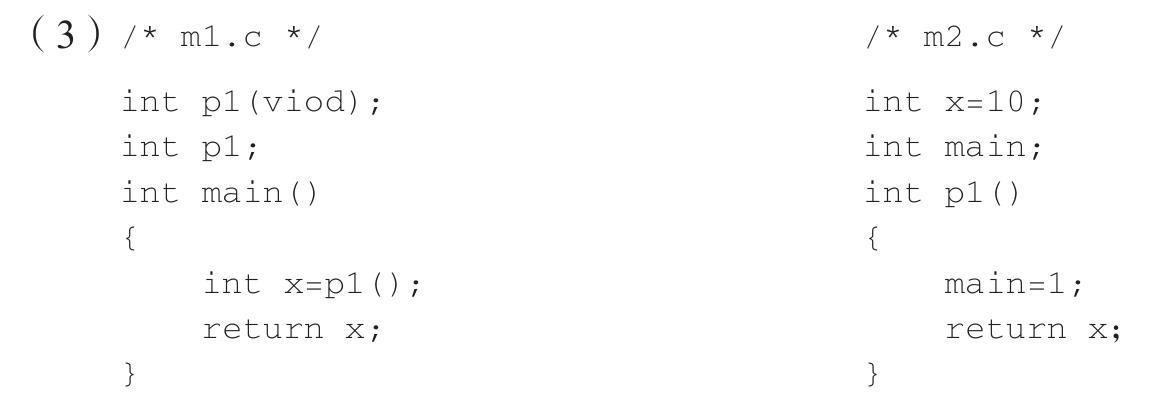 （3）/* m1.c */
int p1(viod);
int p1;
int main()
{
    int x=p1();
    return x;
}
/* m2.c */
int x=10;
int main;
int p1()
{
    main=1;
    return x;
}